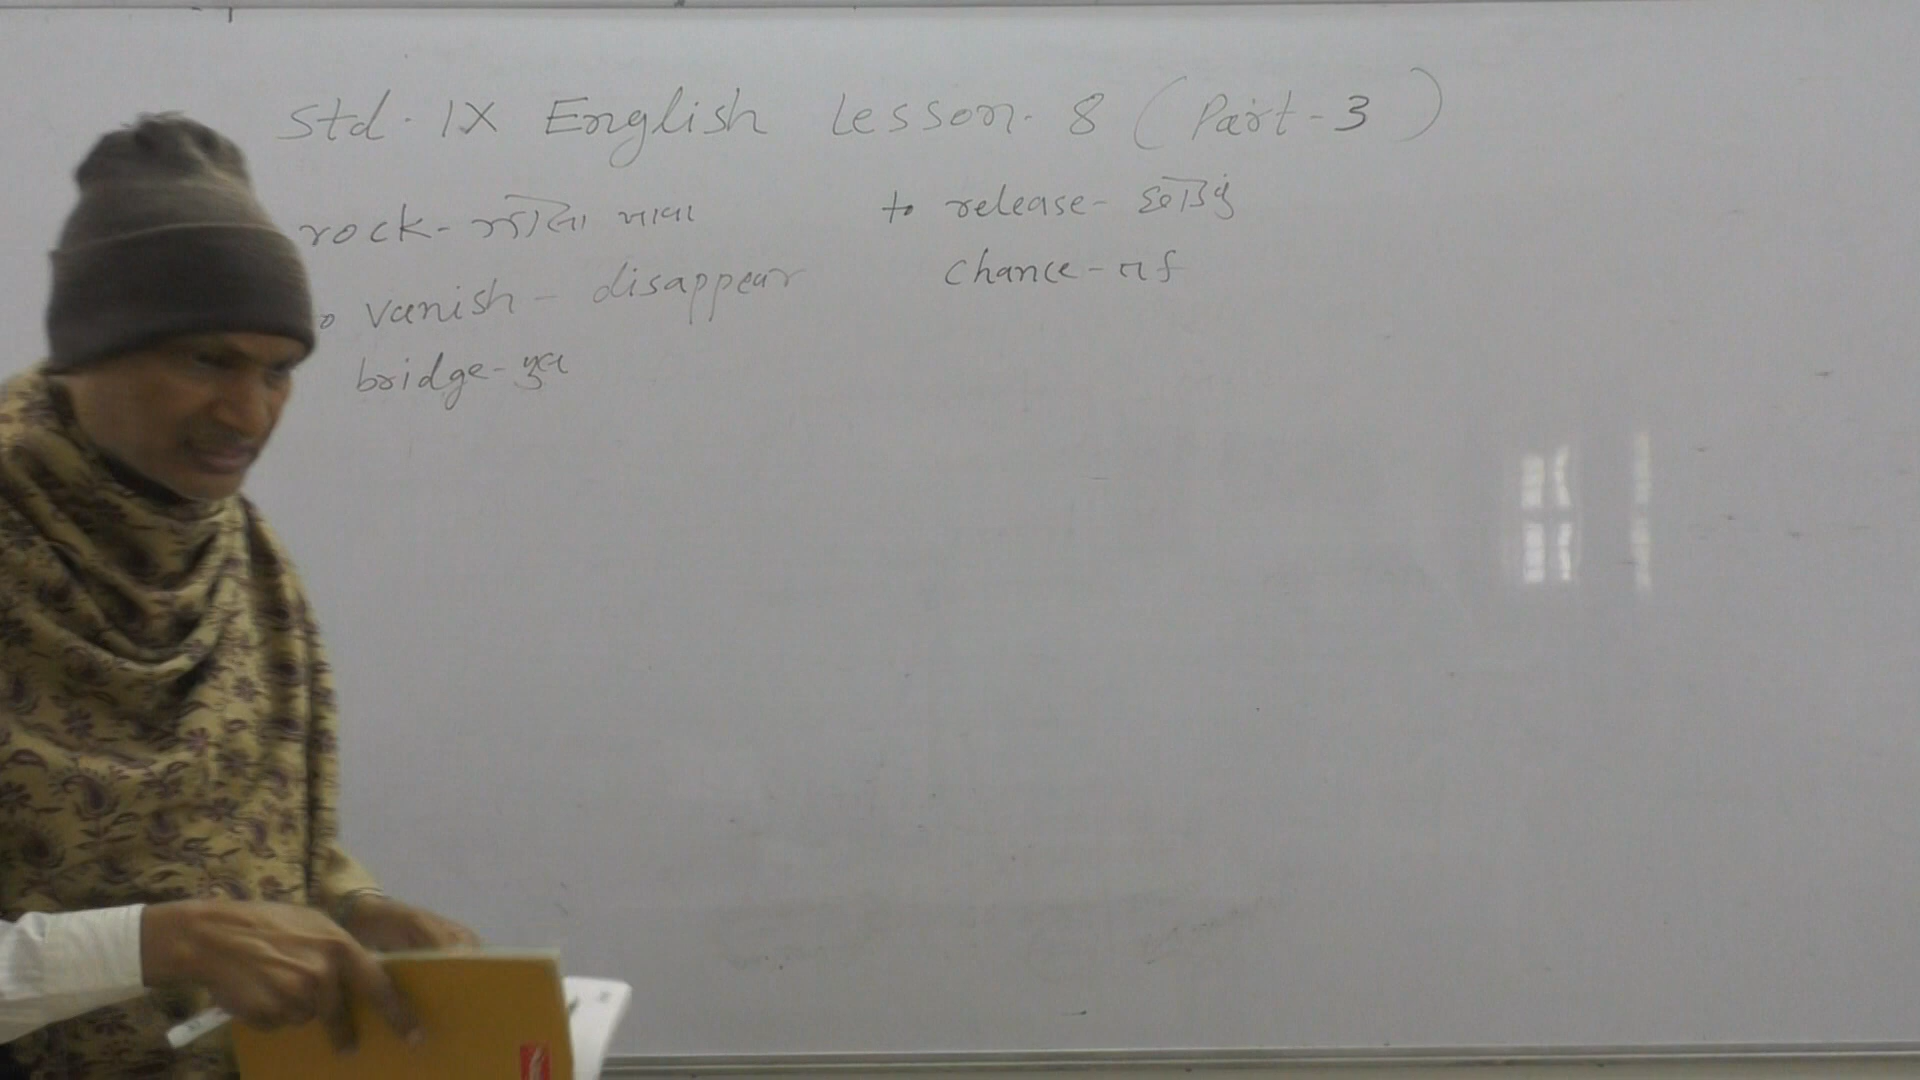 Std. IX English Lesson. 8 (Part-3)
rock- ઝોલા ખાવા
to release- છોડવું
vanish - disappear
chance- તક
bridge- પુલ